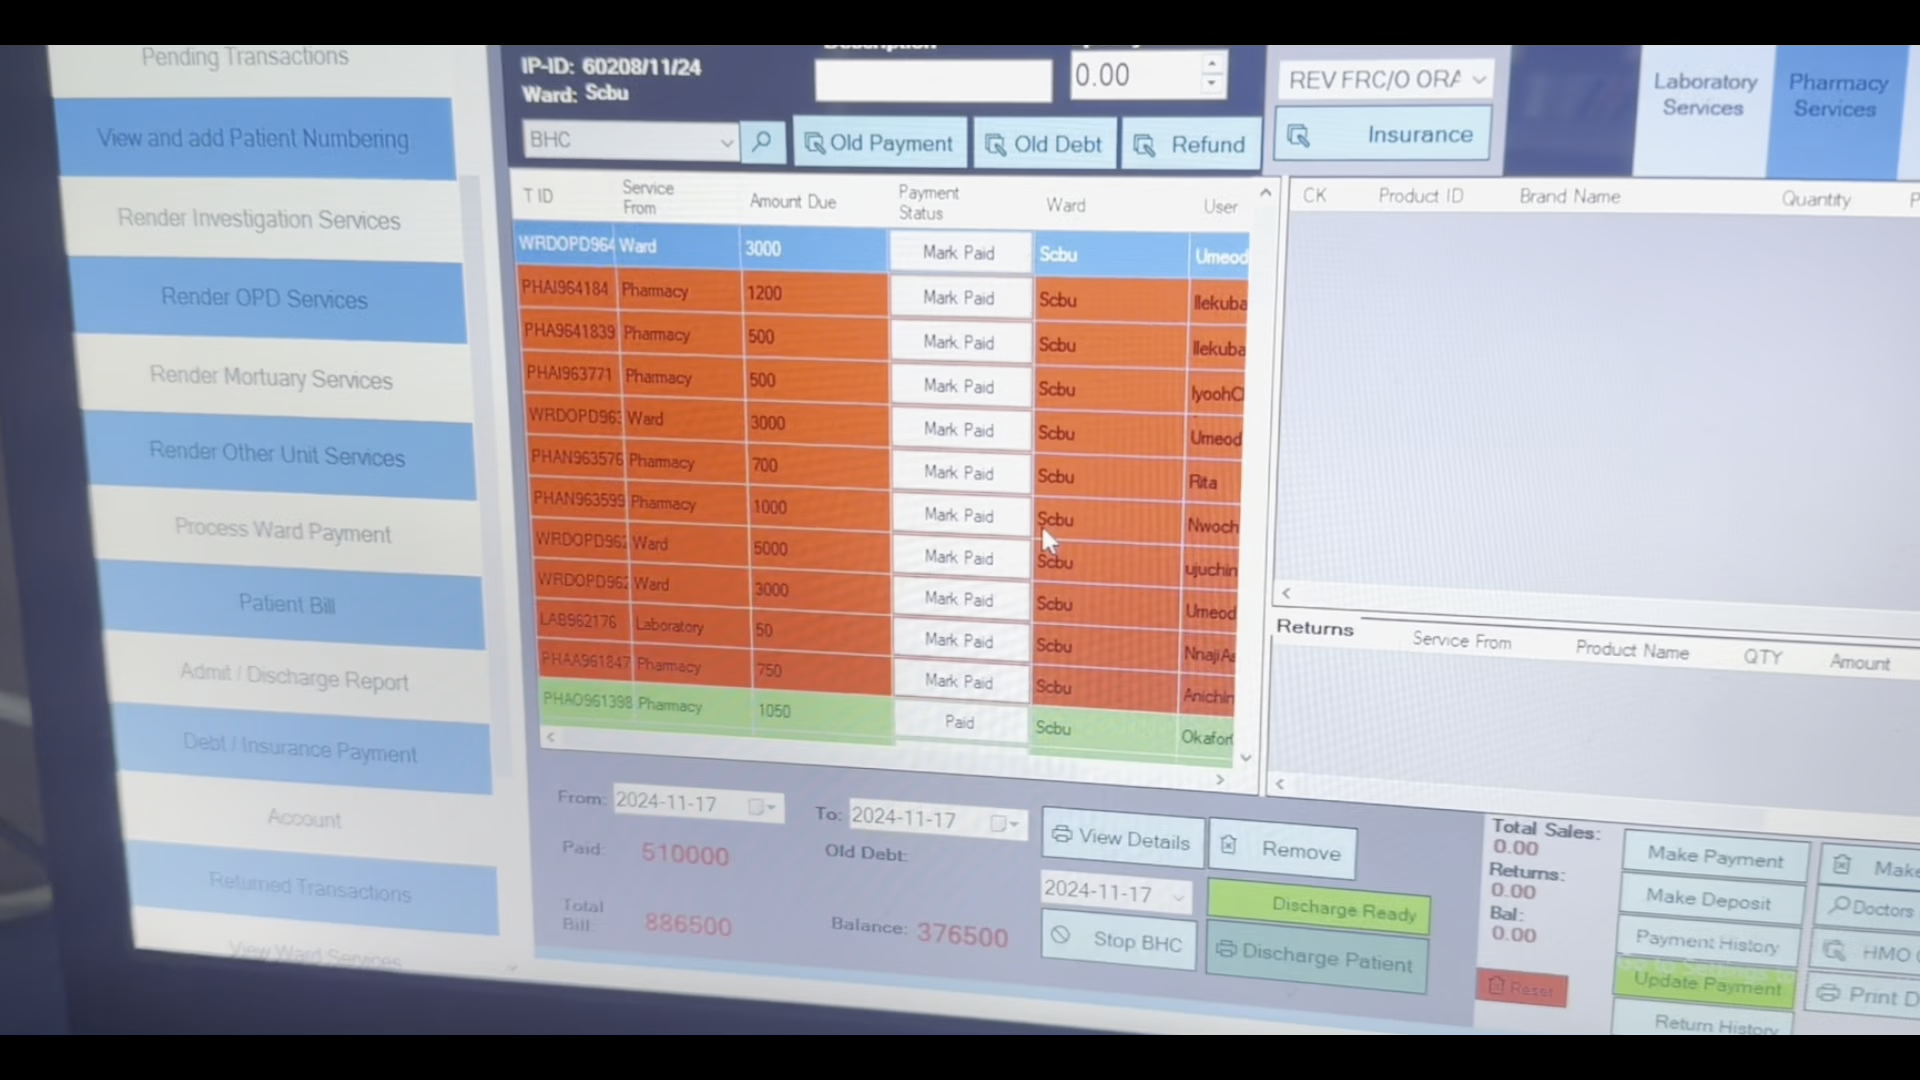 Pending Transactions
View and add Patient Numbering
Render Investigation Services
Render OPD Services
Render Mortuary Services
Render Other Unit Services
Process Ward Payment
Patient Bill
Admit / Discharge Report
Debt / Insurance Payment
Account
Returned Transactions
View Ward Services
IP-ID: 60208/11/24
Ward: Scbu
0.00
REV FRC/O ORA
Laboratory Services
Pharmacy Services
BHC
Old Payment
Old Debt
Refund
Insurance
T ID Service From Amount Due Payment Status Ward User
WRDOPD964 Ward 3000 Mark Paid Scbu Umeod
PHAI964184 Pharmacy 1200 Mark Paid Scbu Ilekuba
PHA9641839 Pharmacy 500 Mark Paid Scbu Ilekuba
PHAI963771 Pharmacy 500 Mark Paid Scbu IyoohC
WRDOPD963 Ward 3000 Mark Paid Scbu Umeod
PHAN963576 Pharmacy 700 Mark Paid Scbu Rita
PHAN963599 Pharmacy 1000 Mark Paid Scbu Nwoch
WRDOPD962 Ward 5000 Mark Paid Scbu ujuchin
WRDOPD962 Ward 3000 Mark Paid Scbu Umeod
LAB962176 Laboratory 50 Mark Paid Scbu NnajiAs
PHAA961847 Pharmacy 750 Mark Paid Scbu Anichin
PHAO961398 Pharmacy 1050 Paid Scbu Okafor
CK Product ID Brand Name Quantity P
Returns
Service From Product Name QTY Amount
From: 2024-11-17 To: 2024-11-17
View Details
Remove
Paid: 510000 Old Debt:
2024-11-17
Discharge Ready
Total Bill: 886500 Balance: 376500
Stop BHC
Discharge Patient
Total Sales:
0.00
Returns:
0.00
Bal:
0.00
Reset
Make Payment
Make
Make Deposit
Doctors
Payment History
HMO
Update Payment
Print D
Return History